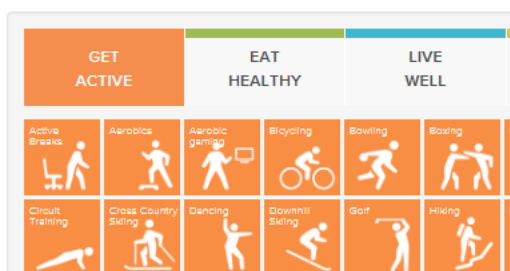 GET
ACTIVE
EAT
HEALTHY
LIVE
WELL
Active
Breaks
Aerobics
Aerobic
gaming
Bicycling
Bowling
Boxing
Circuit
Training
Cross Country
Skiing
Dancing
Downhill
Skiing
Golf
Hiking